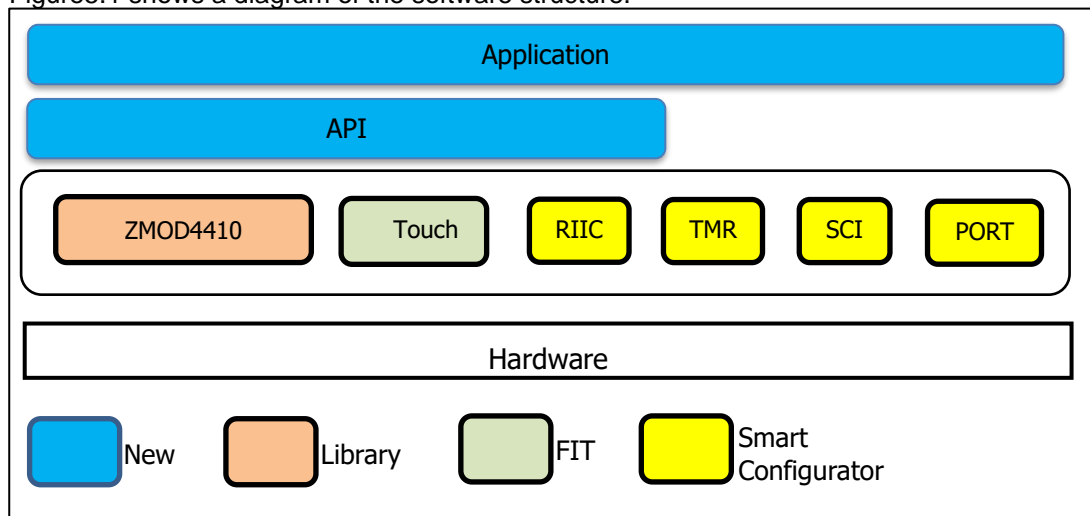 Figure5.1 shows a diagram of the software structure.
Application
API
ZMOD4410 Touch RIIC TMR SCI PORT
Hardware
New Library FIT Smart
Configurator